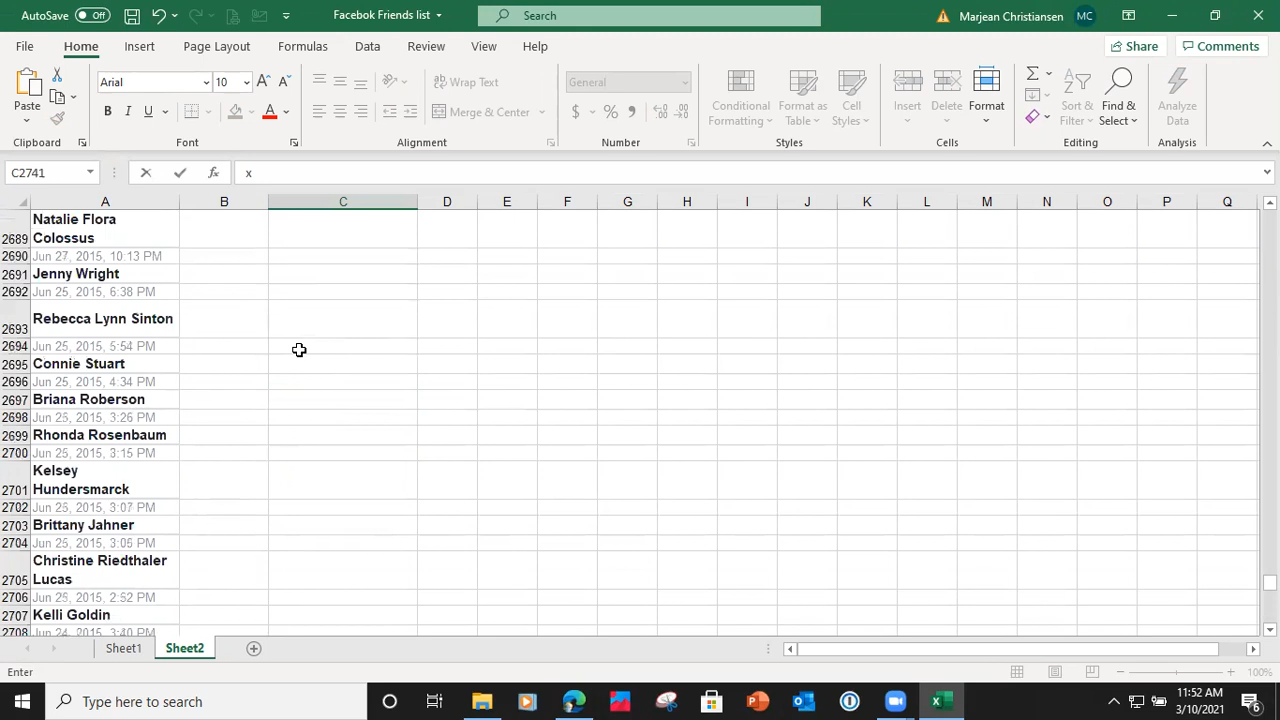 AutoSave Off Facebok Friends list Search Marjean Christiansen MC
File Home Insert Page Layout Formulas Data Review View Help Share Comments
Paste Arial 10 Wrap Text General Conditional Formatting Format as Table Cell Styles Insert Delete Format Sort & Filter Find & Select Analyze Data
B I U Merge & Center $ % 9
Clipboard Font Alignment Number Styles Cells Editing Analysis
C2741 fx x
A B C D E F G H I J K L M N O P Q
Natalie Flora
2689 Colossus
2690 Jun 27, 2015, 10:13 PM
2691 Jenny Wright
2692 Jun 25, 2015, 6:38 PM
2693 Rebecca Lynn Sinton
2694 Jun 25, 2015, 5:54 PM
2695 Connie Stuart
2696 Jun 25, 2015, 4:34 PM
2697 Briana Roberson
2698 Jun 25, 2015, 3:26 PM
2699 Rhonda Rosenbaum
2700 Jun 25, 2015, 3:15 PM
Kelsey
2701 Hundersmarck
2702 Jun 25, 2015, 3:07 PM
2703 Brittany Jahner
2704 Jun 25, 2015, 3:05 PM
Christine Riedthaler
2705 Lucas
2706 Jun 25, 2015, 2:52 PM
2707 Kelli Goldin
2708 Jun 24, 2015, 3:40 PM
Sheet1 Sheet2
Enter 100%
Type here to search 11:52 AM
3/10/2021 6